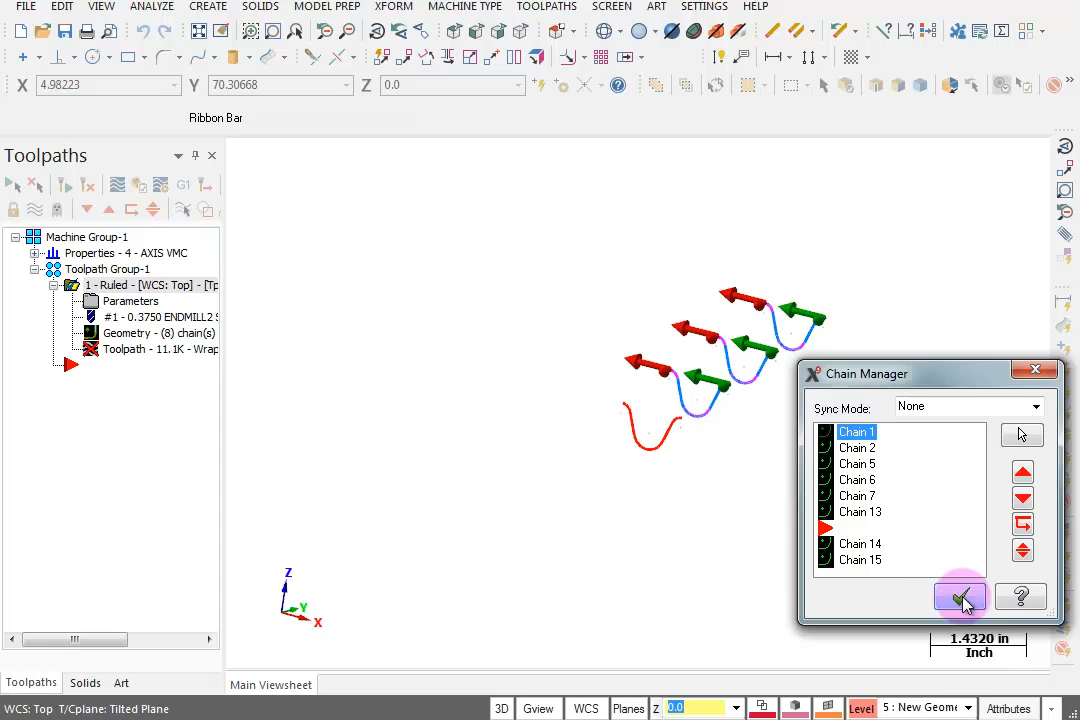 FILE EDIT VIEW ANALYZE CREATE SOLIDS MODEL PREP XFORM MACHINE TYPE TOOLPATHS SCREEN ART SETTINGS HELP
X 4.98223 Y 70.30668 Z 0.0
Ribbon Bar
Toolpaths
G1
Machine Group-1
Properties - 4 - AXIS VMC
Toolpath Group-1
1 - Ruled - [WCS: Top] - [Tp
Parameters
#1 - 0.3750 ENDMILL2 S
Geometry - (8) chain(s)
Toolpath - 11.1K - Wrap
Chain Manager
Sync Mode: None
Chain 1
Chain 2
Chain 5
Chain 6
Chain 7
Chain 13
Chain 14
Chain 15
Z
Y
X
1.4320 in
Inch
Toolpaths Solids Art
Main Viewsheet
WCS: Top T/Cplane: Tilted Plane
3D Gview WCS Planes Z 0.0 Level 5 : New Geome Attributes